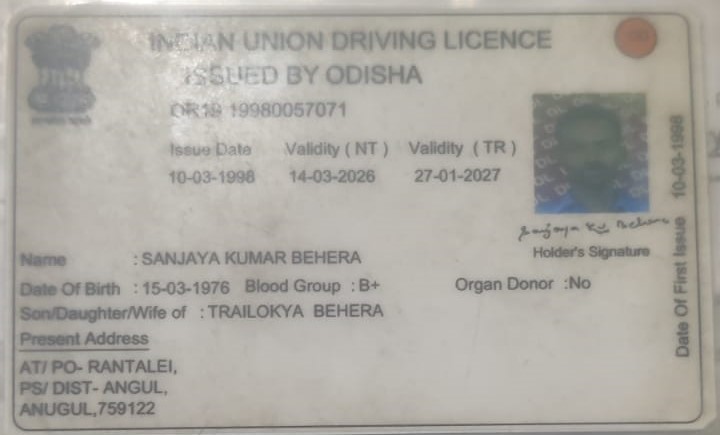 INDIAN UNION DRIVING LICENCE
ISSUED BY ODISHA
OR19 19980057071
Issue Date Validity ( NT ) Validity ( TR )
10-03-1998 14-03-2026 27-01-2027
Sanjaya Ku Behera
Holder's Signature
Date Of First Issue 10-03-1998
Name : SANJAYA KUMAR BEHERA
Date Of Birth : 15-03-1976 Blood Group : B+ Organ Donor :No
Son/Daughter/Wife of : TRAILOKYA BEHERA
Present Address
AT/ PO- RANTALEI,
PS/ DIST- ANGUL,
ANUGUL,759122